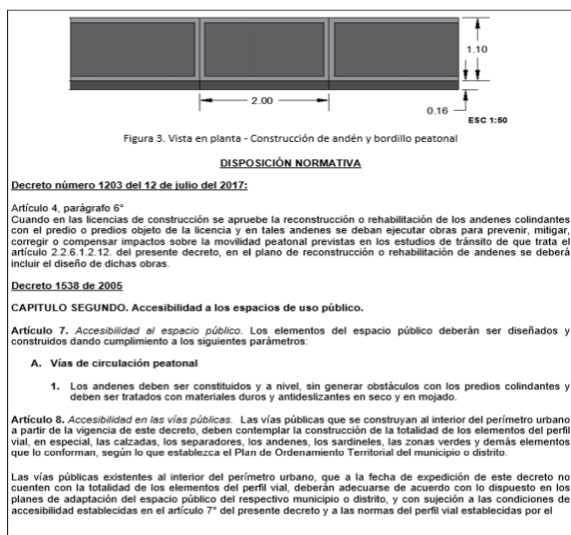 1.10
2.00
0.16
ESC 1:50
Figura 3. Vista en planta - Construcción de andén y bordillo peatonal
DISPOSICIÓN NORMATIVA
Decreto número 1203 del 12 de julio del 2017:
Artículo 4, parágrafo 6°
Cuando en las licencias de construcción se apruebe la reconstrucción o rehabilitación de los andenes colindantes
con el predio o predios objeto de la licencia y en tales andenes se deban ejecutar obras para prevenir, mitigar,
corregir o compensar impactos sobre la movilidad peatonal previstas en los estudios de tránsito de que trata el
artículo 2.2.6.1.2.12. del presente decreto, en el plano de reconstrucción o rehabilitación de andenes se deberá
incluir el diseño de dichas obras.
Decreto 1538 de 2005
CAPITULO SEGUNDO. Accesibilidad a los espacios de uso público.
Artículo 7. Accesibilidad al espacio público. Los elementos del espacio público deberán ser diseñados y
construidos dando cumplimiento a los siguientes parámetros:
A. Vías de circulación peatonal
1. Los andenes deben ser constituidos y a nivel, sin generar obstáculos con los predios colindantes y
deben ser tratados con materiales duros y antideslizantes en seco y en mojado.
Artículo 8. Accesibilidad en las vías públicas. Las vías públicas que se construyan al interior del perímetro urbano
a partir de la vigencia de este decreto, deben contemplar la construcción de la totalidad de los elementos del perfil
vial, en especial, las calzadas, los separadores, los andenes, los sardineles, las zonas verdes y demás elementos
que lo conforman, según lo que establezca el Plan de Ordenamiento Territorial del municipio o distrito.
Las vías públicas existentes al interior del perímetro urbano, que a la fecha de expedición de este decreto no
cuenten con la totalidad de los elementos del perfil vial, deberán adecuarse de acuerdo con lo dispuesto en los
planes de adaptación del espacio público del respectivo municipio o distrito, y con sujeción a las condiciones de
accesibilidad establecidas en el artículo 7° del presente decreto y a las normas del perfil vial establecidas por el